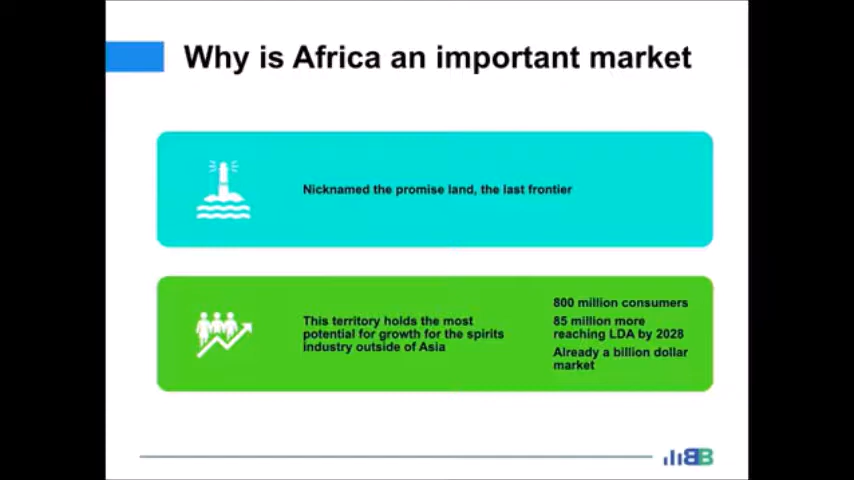 Why is Africa an important market
Nicknamed the promise land, the last frontier
This territory holds the most
potential for growth for the spirits
industry outside of Asia
800 million consumers
85 million more
reaching LDA by 2028
Already a billion dollar
market
BB